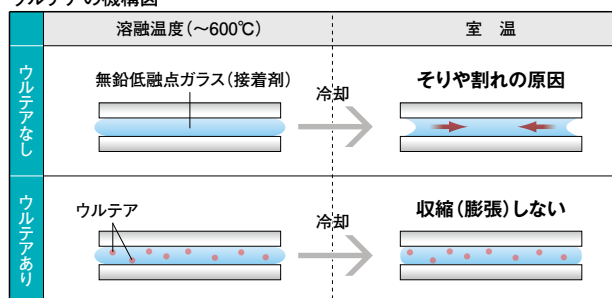 ウルテアの機構図
溶融温度（～600℃）
室 温
ウルテアなし
無鉛低融点ガラス（接着剤）
冷却
そりや割れの原因
ウルテアあり
ウルテア
冷却
収縮（膨張）しない